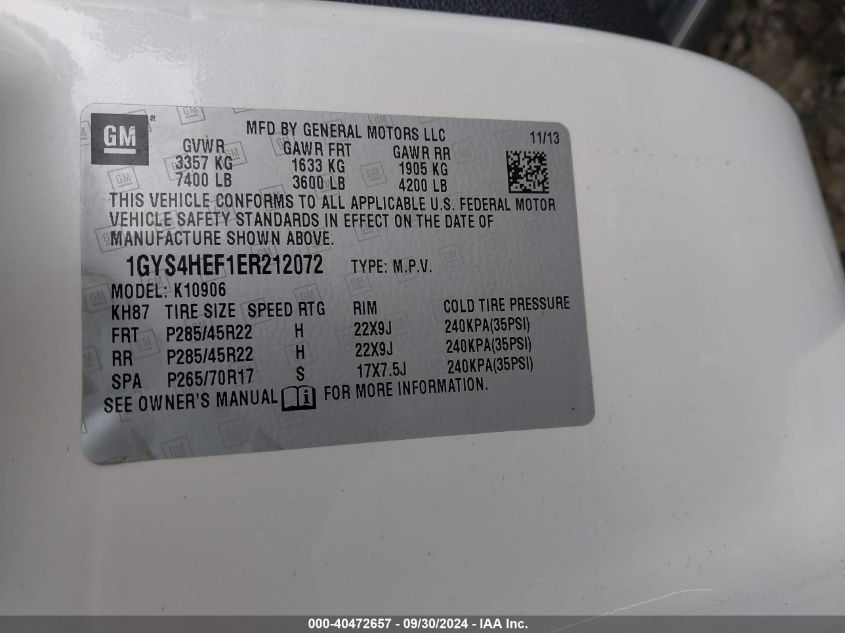 GM
MFD BY GENERAL MOTORS LLC 11/13
GVWR GAWR FRT GAWR RR
3357 KG 1633 KG 1905 KG
7400 LB 3600 LB 4200 LB
THIS VEHICLE CONFORMS TO ALL APPLICABLE U.S. FEDERAL MOTOR
VEHICLE SAFETY STANDARDS IN EFFECT ON THE DATE OF
MANUFACTURE SHOWN ABOVE.
1GYS4HEF1ER212072 TYPE: M.P.V.
MODEL: K10906
KH87 TIRE SIZE SPEED RTG RIM COLD TIRE PRESSURE
FRT P285/45R22 H 22X9J 240KPA(35PSI)
RR P285/45R22 H 22X9J 240KPA(35PSI)
SPA P265/70R17 S 17X7.5J 240KPA(35PSI)
SEE OWNER'S MANUAL i FOR MORE INFORMATION.
000-40472657 - 09/30/2024 - IAA Inc.